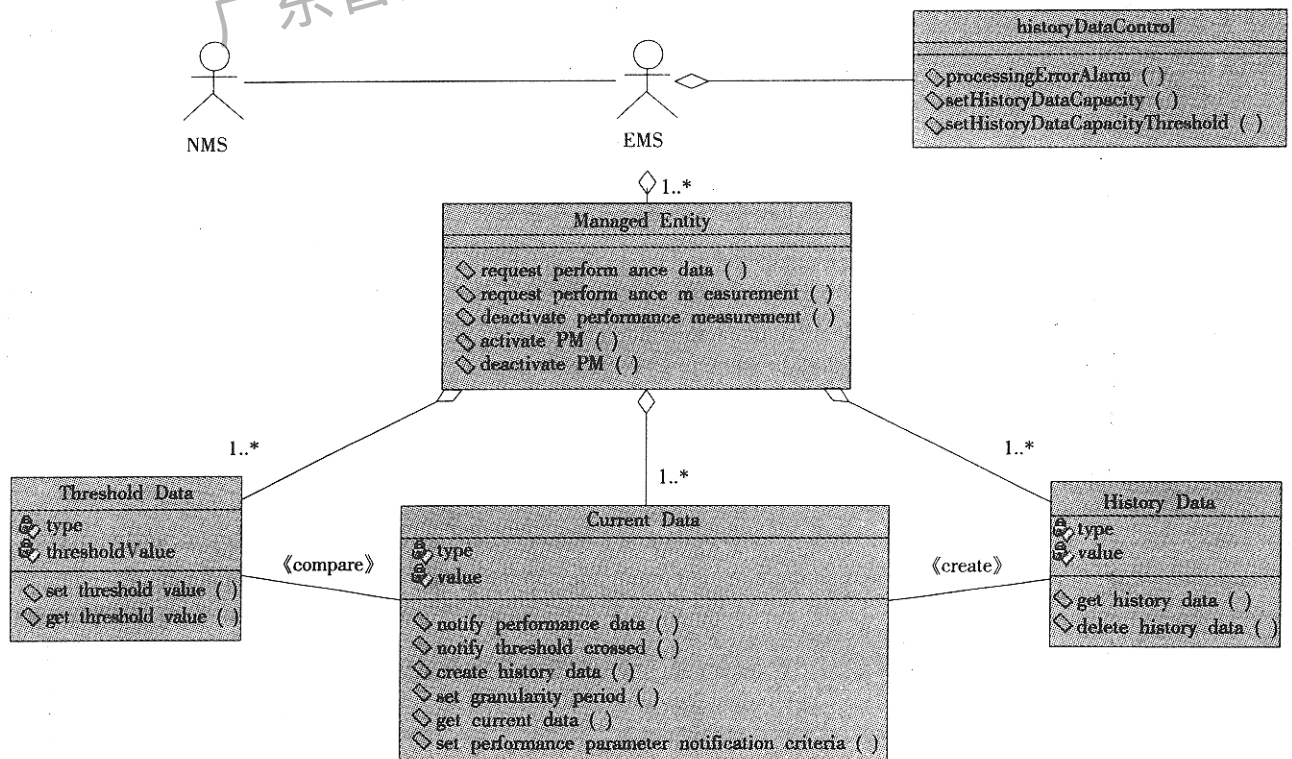 广东省
historyDataControl
processingErrorAlarm ( )
setHistoryDataCapacity ( )
setHistoryDataCapacityThreshold ( )
NMS
EMS
1..*
Managed Entity
request perform ance data ( )
request perform ance m easurement ( )
deactivate performance measurement ( )
activate PM ( )
deactivate PM ( )
1..*
1..*
1..*
Threshold Data
type
thresholdValue
set threshold value ( )
get threshold value ( )
《compare》
Current Data
type
value
notify performance data ( )
notify threshold crossed ( )
create history data ( )
set granularity period ( )
get current data ( )
set performance parameter notification criteria ( )
《create》
History Data
type
value
get history data ( )
delete history data ( )